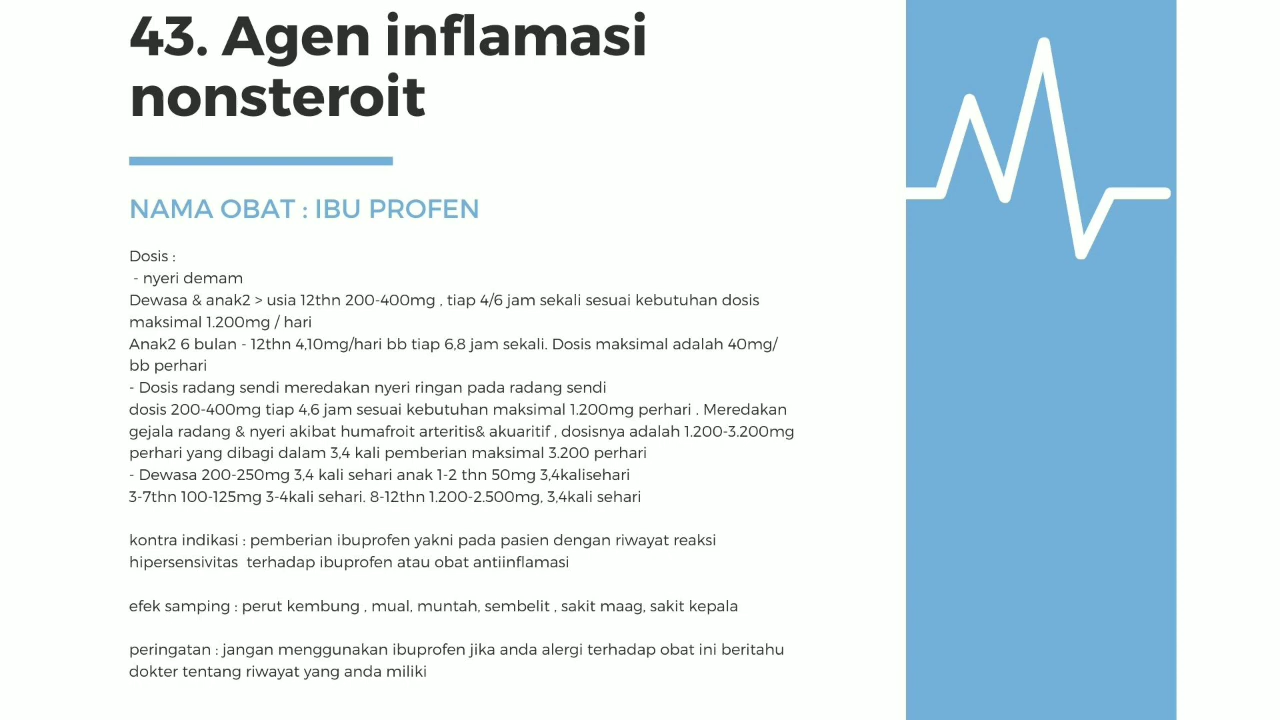 43. Agen inflamasi
nonsteroit
NAMA OBAT : IBU PROFEN
Dosis :
- nyeri demam
Dewasa & anak2 > usia 12thn 200-400mg , tiap 4/6 jam sekali sesuai kebutuhan dosis
maksimal 1.200mg / hari
Anak2 6 bulan - 12thn 4,10mg/hari bb tiap 6,8 jam sekali. Dosis maksimal adalah 40mg/
bb perhari
- Dosis radang sendi meredakan nyeri ringan pada radang sendi
dosis 200-400mg tiap 4,6 jam sesuai kebutuhan maksimal 1.200mg perhari . Meredakan
gejala radang & nyeri akibat humafroit arteritis& akuaritif , dosisnya adalah 1.200-3.200mg
perhari yang dibagi dalam 3,4 kali pemberian maksimal 3.200 perhari
- Dewasa 200-250mg 3,4 kali sehari anak 1-2 thn 50mg 3,4kalisehari
3-7thn 100-125mg 3-4kali sehari. 8-12thn 1.200-2.500mg, 3,4kali sehari
kontra indikasi : pemberian ibuprofen yakni pada pasien dengan riwayat reaksi
hipersensivitas  terhadap ibuprofen atau obat antiinflamasi
efek samping : perut kembung , mual, muntah, sembelit , sakit maag, sakit kepala
peringatan : jangan menggunakan ibuprofen jika anda alergi terhadap obat ini beritahu
dokter tentang riwayat yang anda miliki